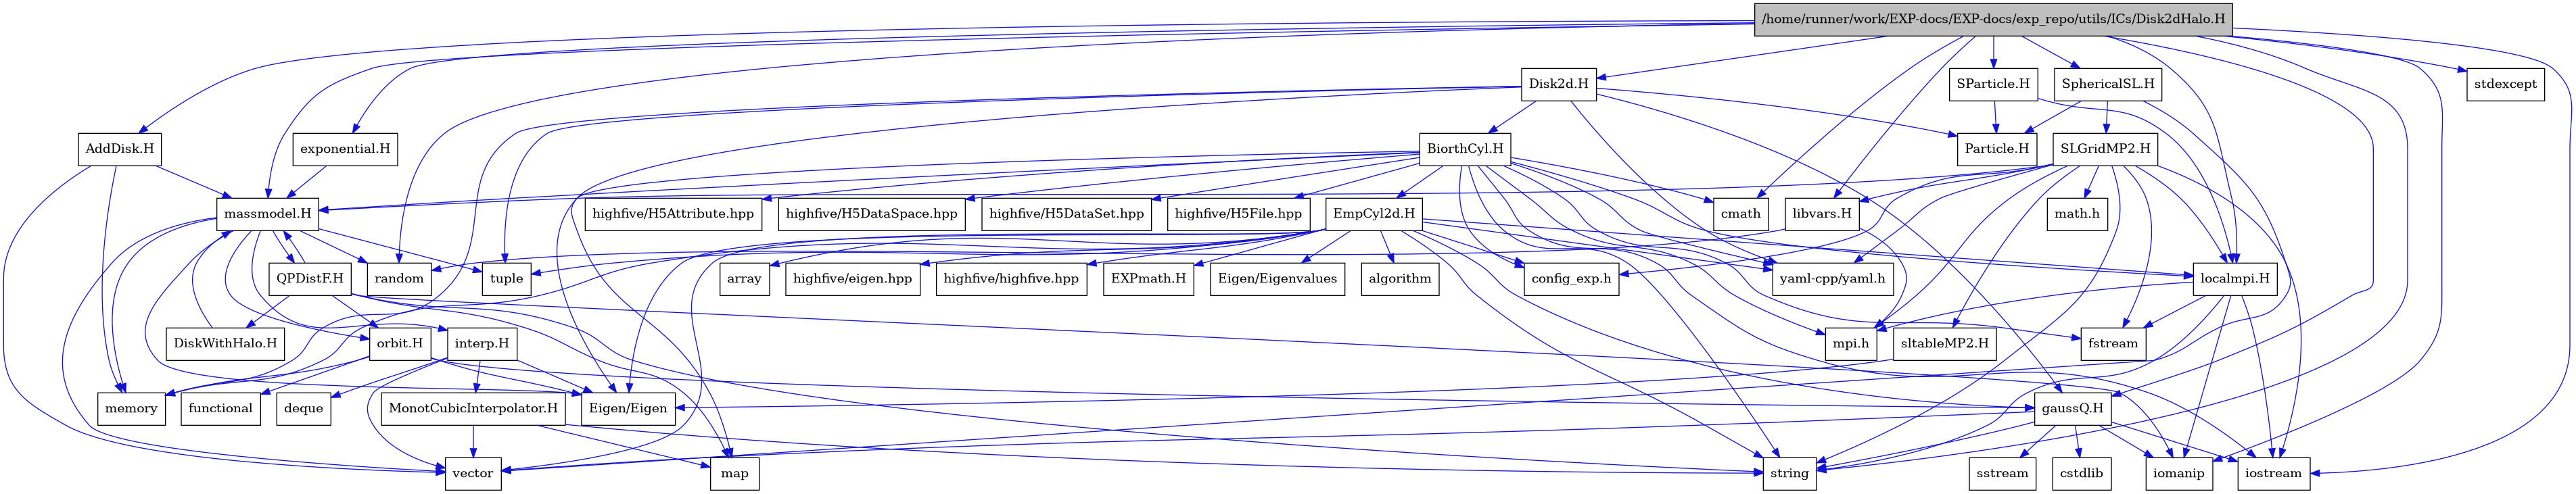 /home/runner/work/EXP-docs/EXP-docs/exp_repo/utils/ICs/Disk2dHalo.H
Disk2d.H
SParticle.H
SphericalSL.H
stdexcept
AddDisk.H
exponential.H
BiorthCyl.H
Particle.H
SLGridMP2.H
massmodel.H
highfive/H5Attribute.hpp
highfive/H5DataSpace.hpp
highfive/H5DataSet.hpp
highfive/H5File.hpp
EmpCyl2d.H
cmath
libvars.H
math.h
QPDistF.H
random
tuple
array
highfive/eigen.hpp
highfive/highfive.hpp
EXPmath.H
Eigen/Eigenvalues
algorithm
config_exp.h
yaml-cpp/yaml.h
localmpi.H
DiskWithHalo.H
orbit.H
interp.H
mpi.h
sltableMP2.H
fstream
memory
functional
deque
MonotCubicInterpolator.H
Eigen/Eigen
gaussQ.H
vector
map
string
sstream
cstdlib
iomanip
iostream